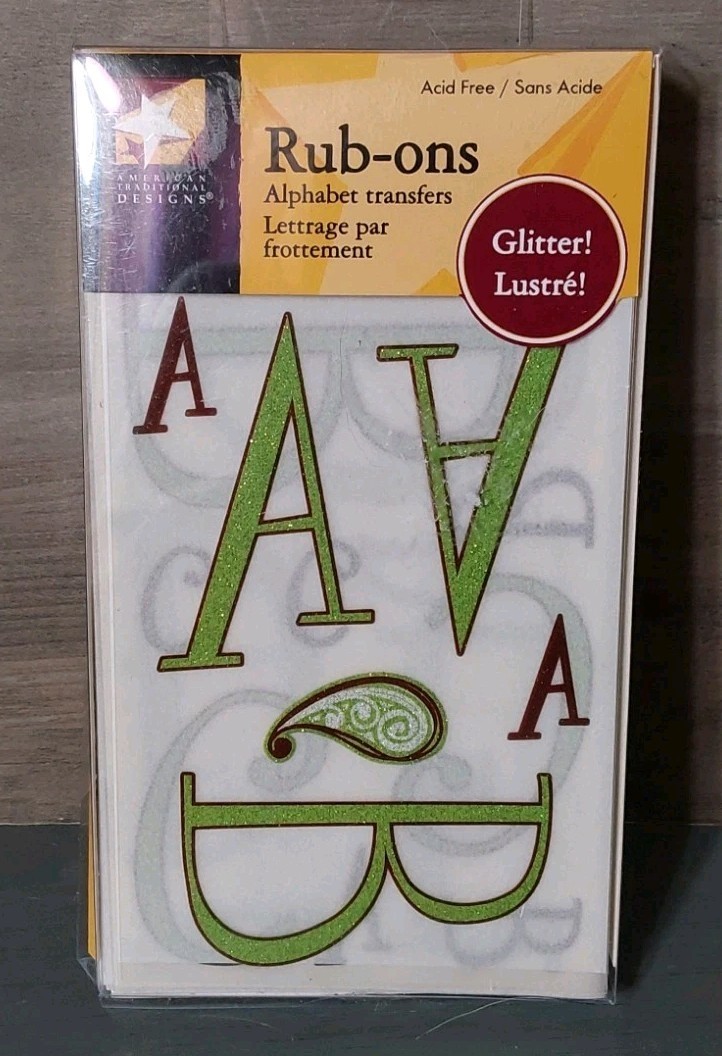 Acid Free / Sans Acide
AMERICAN
TRADITIONAL
DESIGNS®
Rub-ons
Alphabet transfers
Lettrage par
frottement
Glitter!
Lustré!
A
A
A
A
B